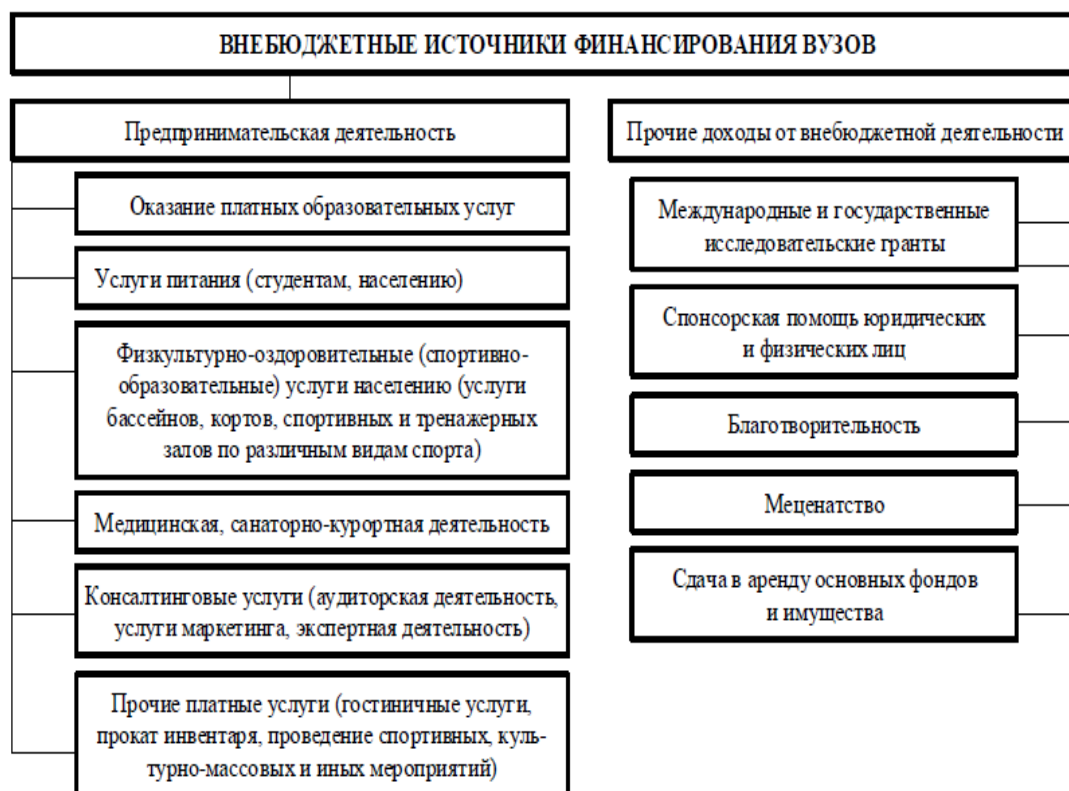 ВНЕБЮДЖЕТНЫЕ ИСТОЧНИКИ ФИНАНСИРОВАНИЯ ВУЗОВ
Предпринимательская деятельность
Оказание платных образовательных услуг
Услуги питания (студентам, населению)
Физкультурно-оздоровительные (спортивно-
образовательные) услуги населению (услуги
бассейнов, кортов, спортивных и тренажерных
залов по различным видам спорта)
Медицинская, санаторно-курортная деятельность
Консалтинговые услуги (аудиторская деятельность,
услуги маркетинга, экспертная деятельность)
Прочие платные услуги (гостиничные услуги,
прокат инвентаря, проведение спортивных, куль-
турно-массовых и иных мероприятий)
Прочие доходы от внебюджетной деятельности
Международные и государственные
исследовательские гранты
Спонсорская помощь юридических
и физических лиц
Благотворительность
Меценатство
Сдача в аренду основных фондов
и имущества